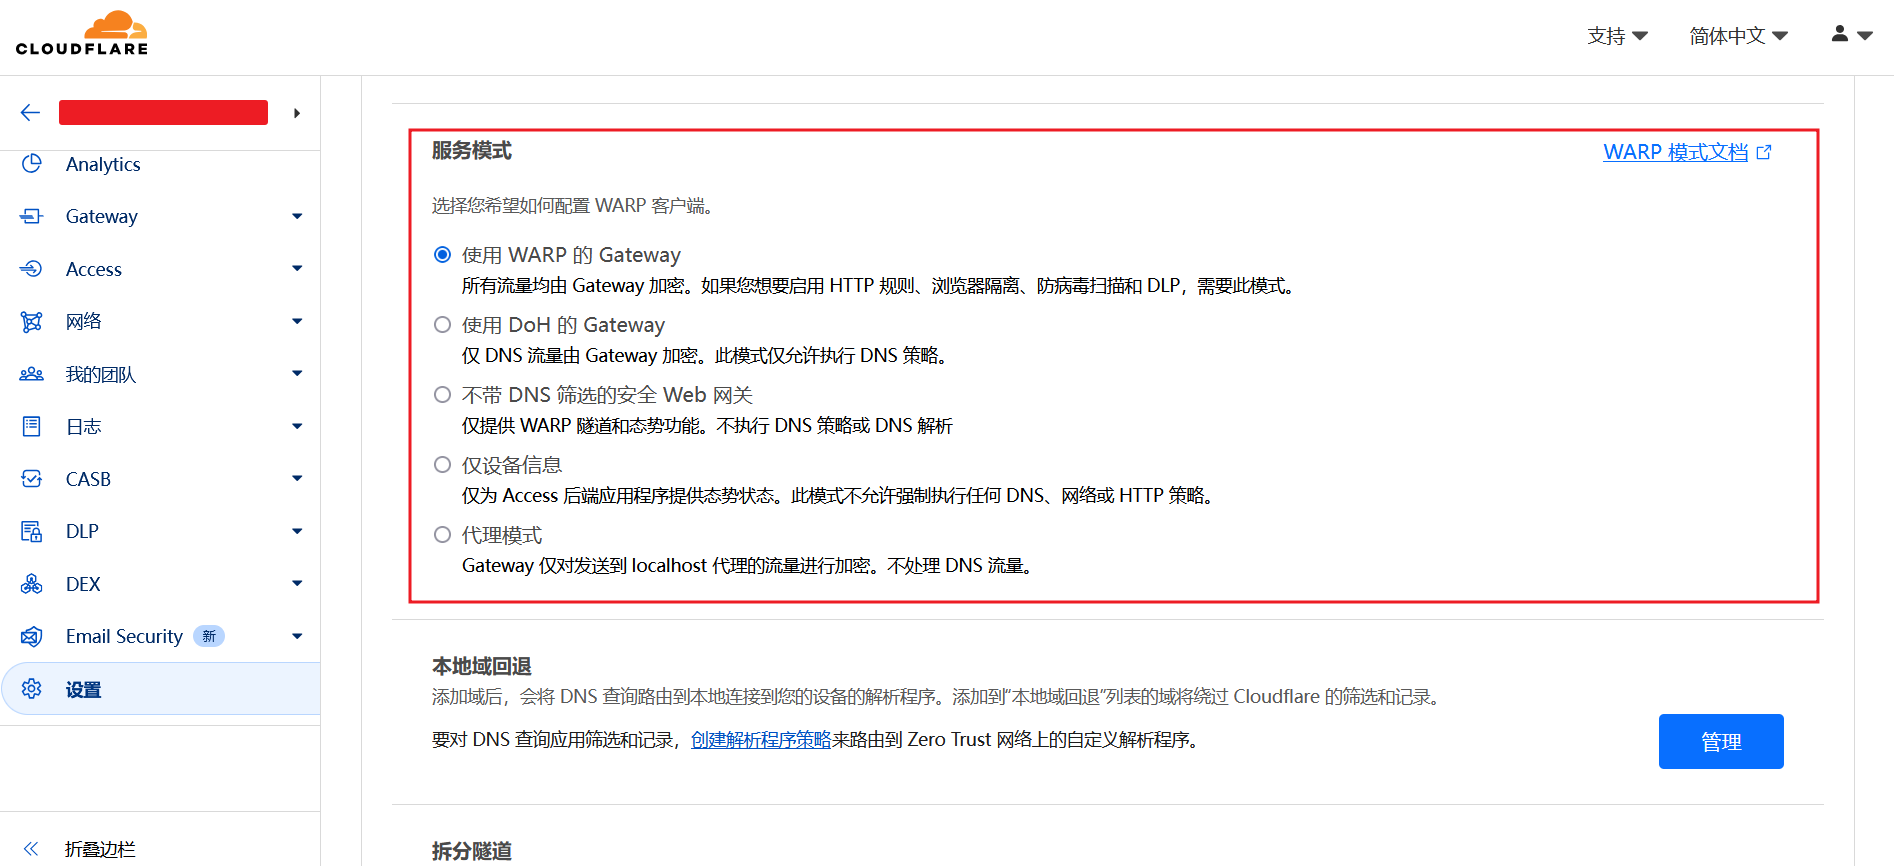 CLOUDFLARE
支持
简体中文
Analytics
Gateway
Access
网络
我的团队
日志
CASB
DLP
DEX
Email Security 新
设置
折叠边栏
服务模式
WARP 模式文档
选择您希望如何配置 WARP 客户端。
使用 WARP 的 Gateway
所有流量均由 Gateway 加密。如果您想要启用 HTTP 规则、浏览器隔离、防病毒扫描和 DLP，需要此模式。
使用 DoH 的 Gateway
仅 DNS 流量由 Gateway 加密。此模式仅允许执行 DNS 策略。
不带 DNS 筛选的安全 Web 网关
仅提供 WARP 隧道和态势功能。不执行 DNS 策略或 DNS 解析
仅设备信息
仅为 Access 后端应用程序提供态势状态。此模式不允许强制执行任何 DNS、网络或 HTTP 策略。
代理模式
Gateway 仅对发送到 localhost 代理的流量进行加密。不处理 DNS 流量。
本地域回退
添加域后，会将 DNS 查询路由到本地连接到您的设备的解析程序。添加到“本地域回退”列表的域将绕过 Cloudflare 的筛选和记录。
要对 DNS 查询应用筛选和记录，创建解析程序策略来路由到 Zero Trust 网络上的自定义解析程序。
管理
拆分隧道